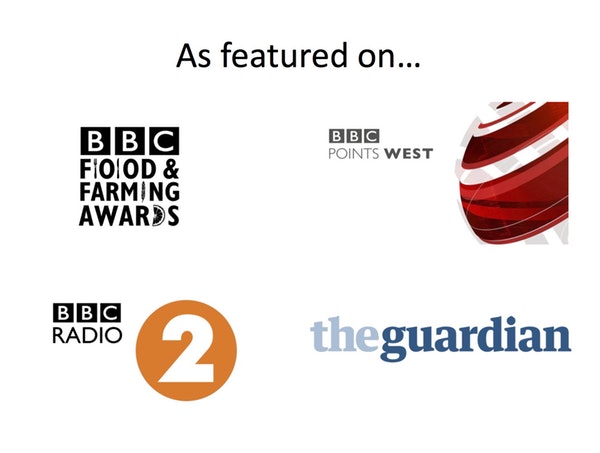 As featured on…
BBC
FOOD &
FARMING
AWARDS
BBC
POINTS WEST
BBC
RADIO
2
theguardian